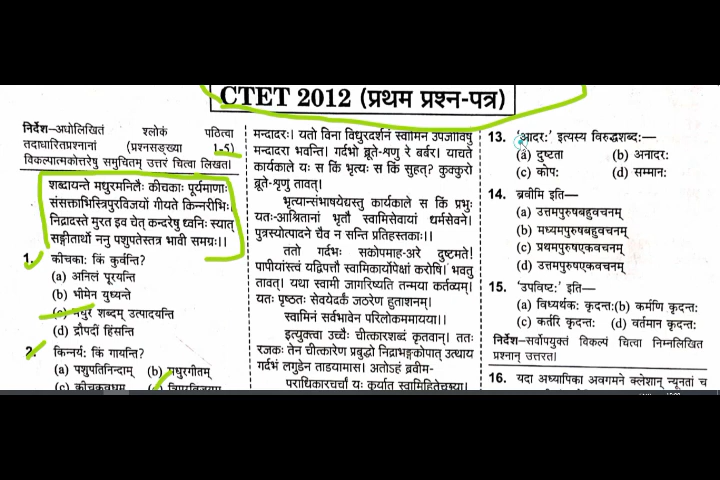 CTET 2012 (प्रथम प्रश्न-पत्र)
निर्देश–अधोलिखितं श्लोकं पठित्वा
तदाधारितप्रश्नानां (प्रश्नसङ्ख्या 1-5)
विकल्पात्मकोत्तरेषु समुचितम् उत्तरं चित्वा लिखत।
शब्दायन्ते मधुरमनिलैः कीचकाः पूर्यमाणाः
संसक्ताभिस्त्रिपुरविजयो गीयते किन्नरीभिः।
निद्रादस्ते मुरत इव चेत् कन्दरेषु ध्वनिः स्यात्
सङ्गीतार्थो ननु पशुपतेस्तत्र भावी समग्रः।।
1. कीचकाः किं कुर्वन्ति?
(a) अनिलं पूरयन्ति
(b) भीमेन युध्यन्ते
(c) मधुर शब्दम् उत्पादयन्ति
(d) द्रौपदीं हिंसन्ति
2. किन्नर्यः किं गायन्ति?
(a) पशुपतिनिन्दाम् (b) मधुरगीतम्
(c) कीचकवधम् त्रिपुरविजयम्
मन्दादरः। यतो विना विधुरदर्शनं स्वामिन उपजीविषु
मन्दादरा भवन्ति। गर्दभो ब्रूते-शृणु रे बर्बर। याचते
कार्यकाले यः स किं भृत्यः स किं सुहृत्? कुक्कुरो
ब्रूते-शृणु तावत्।
भृत्यान्संभाषयेद्यस्तु कार्यकाले स किं प्रभुः
यतः-आश्रितानां भृतौ स्वामिसेवायां धर्मसेवने।
पुत्रस्योत्पादने चैव न सन्ति प्रतिहस्तकाः।।
ततो गर्दभः सकोपमाह-अरे दुष्टमते!
पापीयांस्त्वं यद्विपत्तौ स्वामिकार्योपेक्षां करोषि। भवतु
तावत्। यथा स्वामी जागरिष्यति तन्मया कर्तव्यम्।
यतः पृष्ठतः सेवयेदर्कं जठरेण हुताशनम्।
स्वामिनं सर्वभावेन परिलोकममायया।।
इत्युक्त्वा उच्चैः चीत्कारशब्दं कृतवान्। ततः
रजकः तेन चीत्कारेण प्रबुद्धो निद्राभङ्गकोपात् उत्थाय
गर्दभं लगुडेन ताडयामास। अतोऽहं ब्रवीम-
पराधिकारचर्चां यः कुर्यात् स्वामिहितेच्छया।
13. 'आदरः' इत्यस्य विरुद्धशब्दः—
(a) दुष्टता (b) अनादरः
(c) कोपः (d) सम्मानः
14. ब्रवीमि इति—
(a) उत्तमपुरुषबहुवचनम्
(b) मध्यमपुरुषबहुवचनम्
(c) प्रथमपुरुषएकवचनम्
(d) उत्तमपुरुषएकवचनम्
15. 'उपविष्टः' इति—
(a) विध्यर्थकः कृदन्तः (b) कर्मणि कृदन्तः
(c) कर्तरि कृदन्तः (d) वर्तमान कृदन्तः
निर्देश–सर्वोपयुक्तं विकल्पं चित्वा निम्नलिखित
प्रश्नान् उत्तरत।
16. यदा अध्यापिका अवगमने क्लेशान् न्यूनतां च